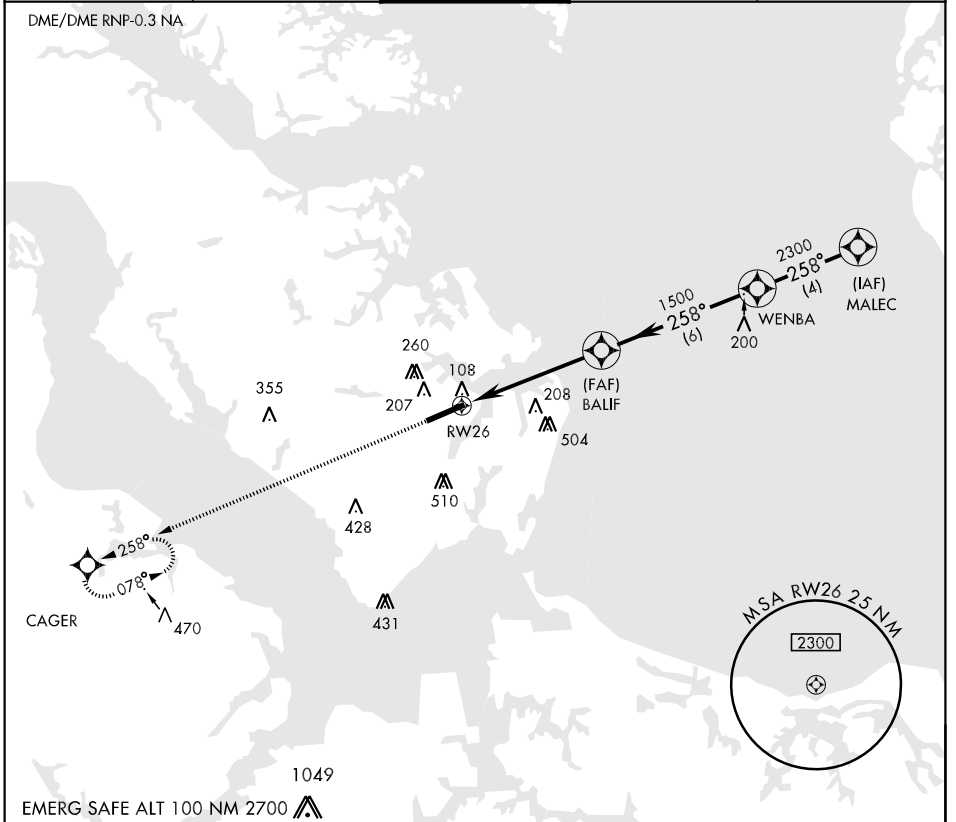 DME/DME RNP-0.3 NA
2300
258°
(4)
(IAF)
MALEC
1500
258°
(6)
WENBA
200
(FAF)
BALIF
260
108
355
207
208
RW26
504
510
428
258°
078°
CAGER
470
431
MSA RW26 25 NM
2300
1049
EMERG SAFE ALT 100 NM 2700